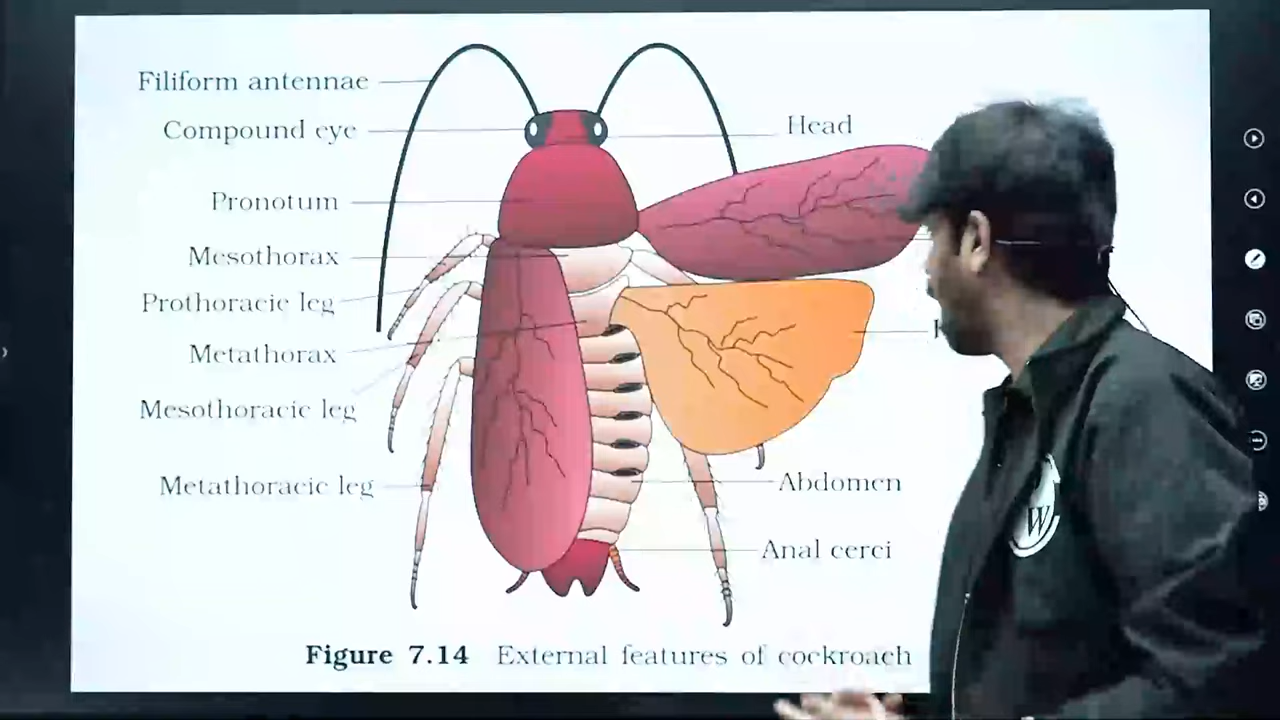 Filiform antennae
Compound eye
Head
Pronotum
Mesothorax
Prothoracic leg
Metathorax
Mesothoracic leg
Metathoracic leg
Abdomen
Anal cerci
Figure 7.14 External features of cockroach
W